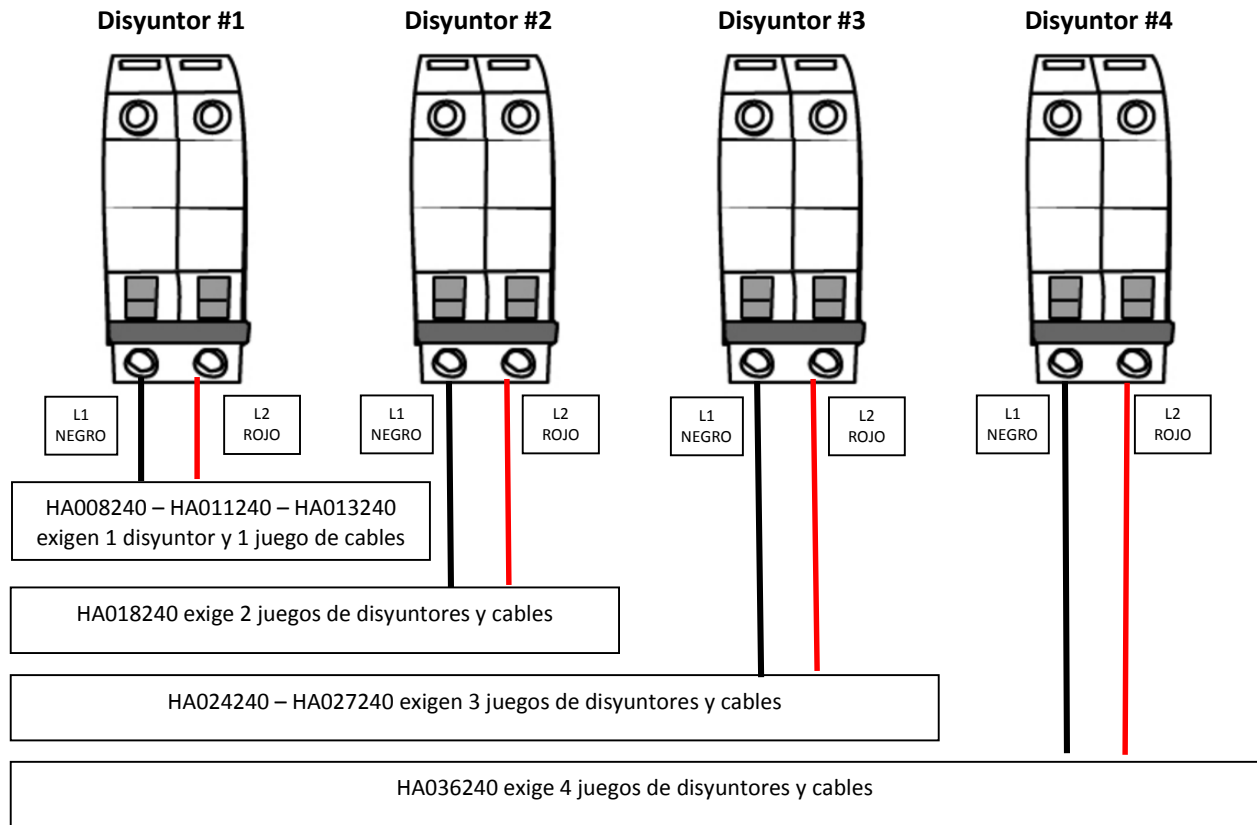 Disyuntor #1
Disyuntor #2
Disyuntor #3
Disyuntor #4
L1
NEGRO
L2
ROJO
L1
NEGRO
L2
ROJO
L1
NEGRO
L2
ROJO
L1
NEGRO
L2
ROJO
HA008240 – HA011240 – HA013240
exigen 1 disyuntor y 1 juego de cables
HA018240 exige 2 juegos de disyuntores y cables
HA024240 – HA027240 exigen 3 juegos de disyuntores y cables
HA036240 exige 4 juegos de disyuntores y cables